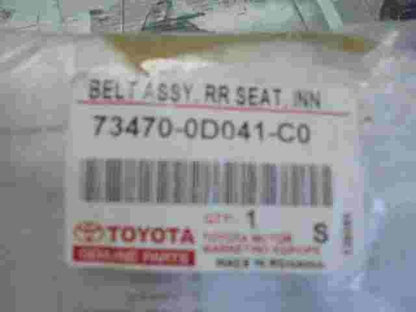 BELT ASSY, RR SEAT, INN
73470-0D041-C0
QTY: 1 S
TOYOTA
GENUINE PARTS
TOYOTA MOTOR
MARKETING EUROPE
MADE IN ROMANIA